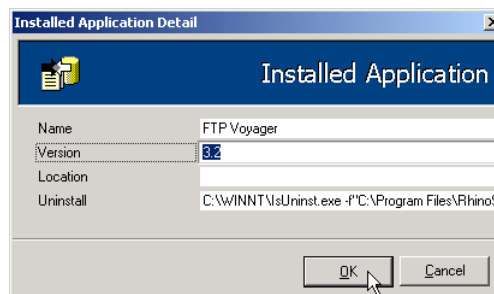 Installed Application Detail
Installed Application
Name FTP Voyager
Version 3.2
Location
Uninstall C:\WINNT\IsUninst.exe -f"C:\Program Files\Rhino
OK Cancel